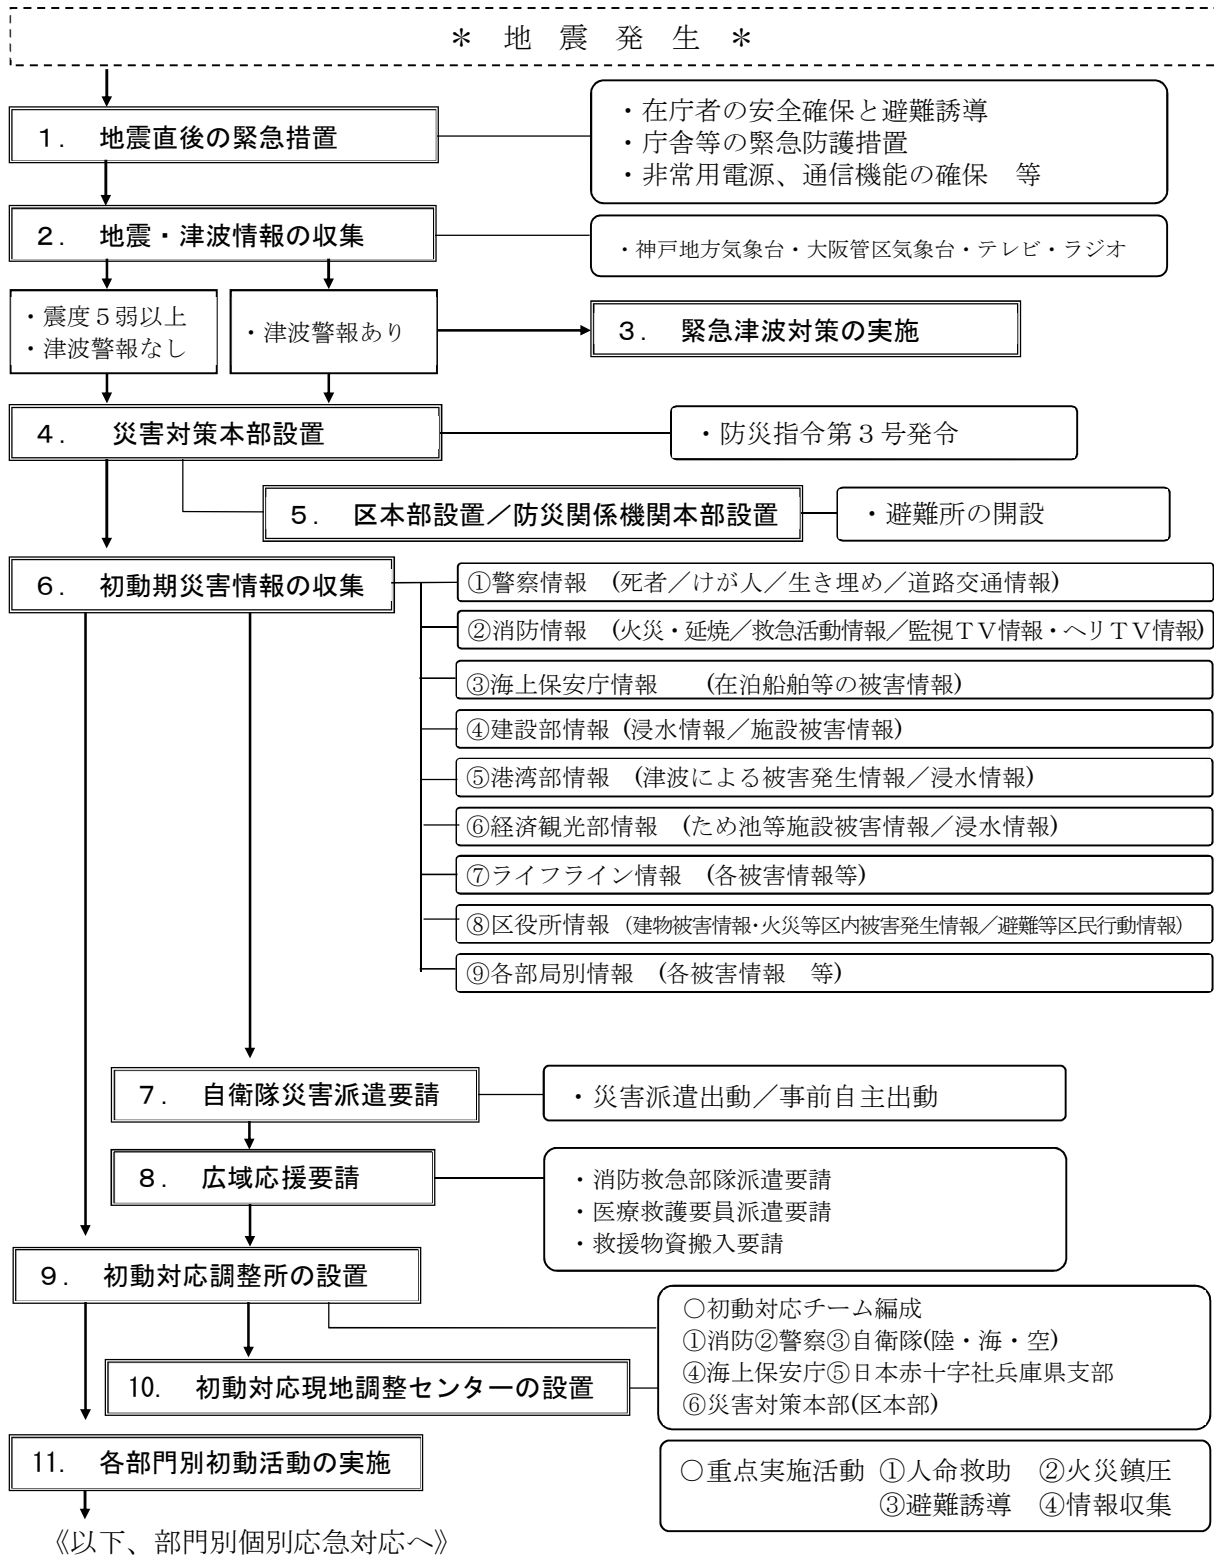 ＊ 地 震 発 生 ＊
１． 地震直後の緊急措置
・在庁者の安全確保と避難誘導
・庁舎等の緊急防護措置
・非常用電源、通信機能の確保　等
２． 地震・津波情報の収集
・神戸地方気象台・大阪管区気象台・テレビ・ラジオ
・震度５弱以上
・津波警報なし
・津波警報あり
３． 緊急津波対策の実施
４． 災害対策本部設置
・防災指令第３号発令
５． 区本部設置／防災関係機関本部設置
・避難所の開設
６． 初動期災害情報の収集
①警察情報　(死者／けが人／生き埋め／道路交通情報)
②消防情報　(火災・延焼／救急活動情報／監視ＴＶ情報・ヘリＴＶ情報)
③海上保安庁情報　　(在泊船舶等の被害情報)
④建設部情報 (浸水情報／施設被害情報)
⑤港湾部情報　(津波による被害発生情報／浸水情報)
⑥経済観光部情報　(ため池等施設被害情報／浸水情報)
⑦ライフライン情報　(各被害情報等)
⑧区役所情報　(建物被害情報・火災等区内被害発生情報／避難等区民行動情報)
⑨各部局別情報　(各被害情報　等)
７． 自衛隊災害派遣要請
・災害派遣出動／事前自主出動
８． 広域応援要請
・消防救急部隊派遣要請
・医療救護要員派遣要請
・救援物資搬入要請
９． 初動対応調整所の設置
○初動対応チーム編成
①消防②警察③自衛隊(陸・海・空)
④海上保安庁⑤日本赤十字社兵庫県支部
⑥災害対策本部(区本部)
10. 初動対応現地調整センターの設置
11. 各部門別初動活動の実施
○重点実施活動 ①人命救助　②火災鎮圧
③避難誘導　④情報収集
《以下、部門別個別応急対応へ》